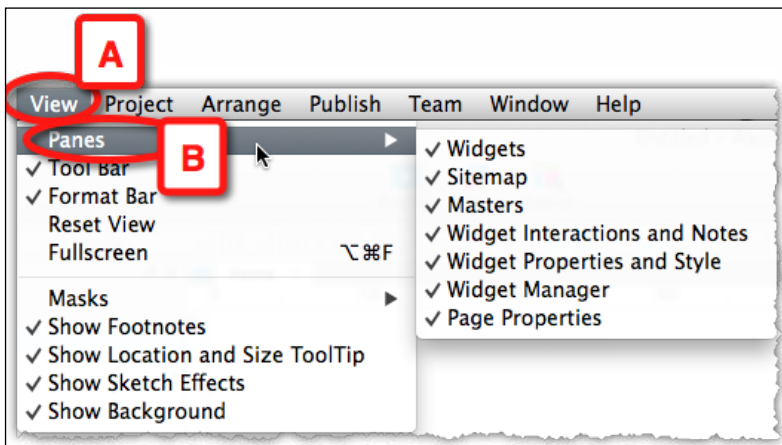 A
View Project Arrange Publish Team Window Help
Panes
B
✓ Tool Bar
✓ Format Bar
Reset View
Fullscreen ⌥⌘F
Masks
✓ Show Footnotes
✓ Show Location and Size ToolTip
✓ Show Sketch Effects
✓ Show Background
✓ Widgets
✓ Sitemap
✓ Masters
✓ Widget Interactions and Notes
✓ Widget Properties and Style
✓ Widget Manager
✓ Page Properties